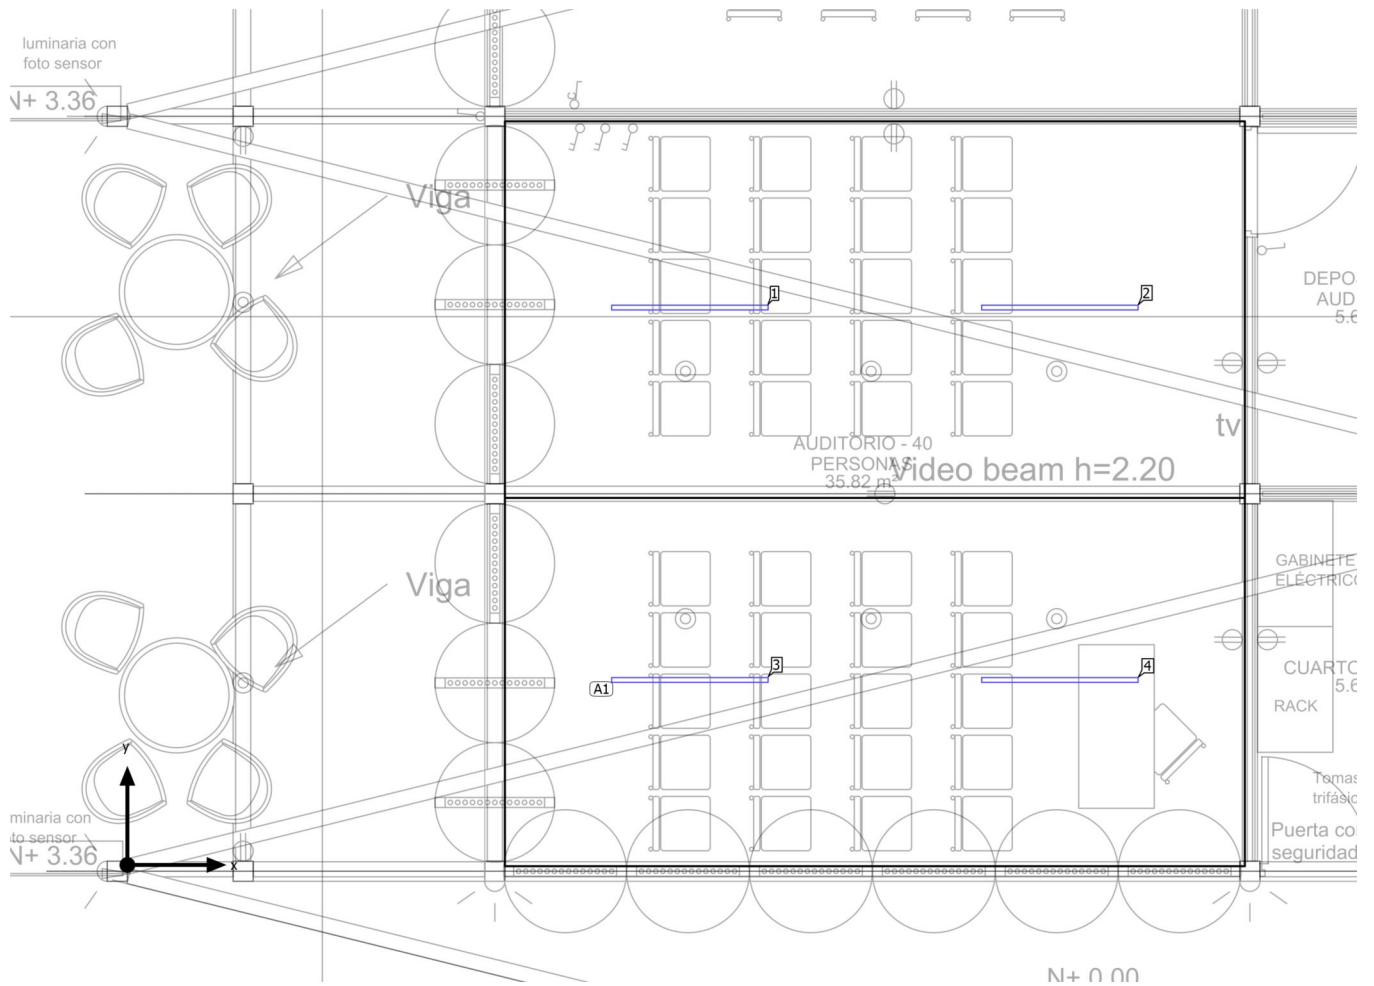 luminaria con
foto sensor
N+ 3.36
Viga
1
2
DEPO
AUD
5.6
tv
AUDITORIO - 40
PERSONAS
35.82 m²
Video beam h=2.20
Viga
GABINETE
ELÉCTRICO
3
4
A1
CUARTO
5.6
RACK
y
x
minaria con
to sensor
N+ 3.36
Tomas
trifásic
Puerta co
seguridad
N+ 0.00